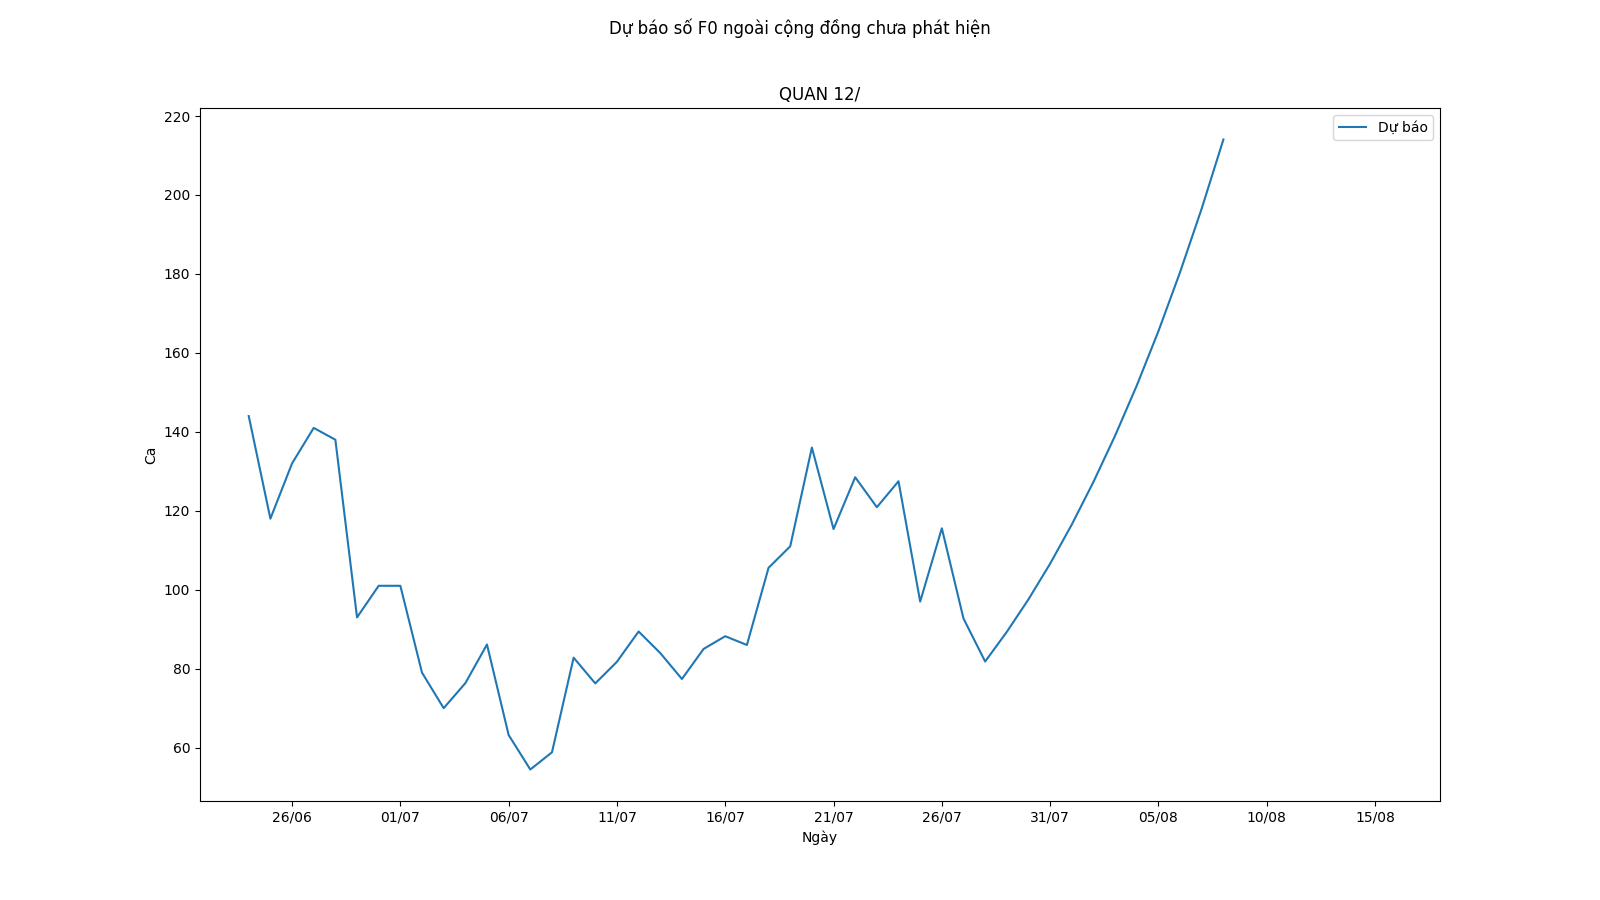 Dự báo số F0 ngoài cộng đồng chưa phát hiện
QUAN 12/
Dự báo
220
200
180
160
140
120
100
80
60
Ca
26/06 01/07 06/07 11/07 16/07 21/07 26/07 31/07 05/08 10/08 15/08
Ngày